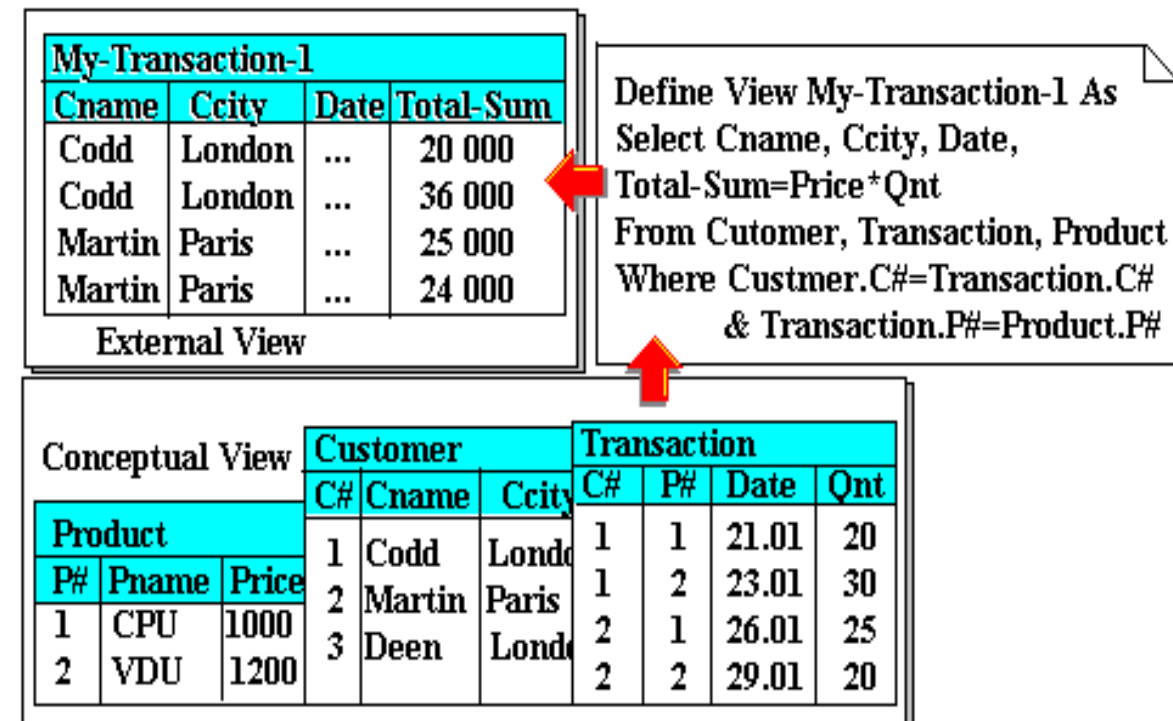 My-Transaction-1
Cname Ccity Date Total-Sum
Codd London ... 20 000
Codd London ... 36 000
Martin Paris ... 25 000
Martin Paris ... 24 000
External View
Define View My-Transaction-1 As
Select Cname, Ccity, Date,
Total-Sum=Price*Qnt
From Cutomer, Transaction, Product
Where Custmer.C#=Transaction.C#
& Transaction.P#=Product.P#
Conceptual View
Product
P# Pname Price
1 CPU 1000
2 VDU 1200
Customer
C# Cname Ccity
1 Codd Londo
2 Martin Paris
3 Deen Londo
Transaction
C# P# Date Qnt
1 1 21.01 20
1 2 23.01 30
2 1 26.01 25
2 2 29.01 20